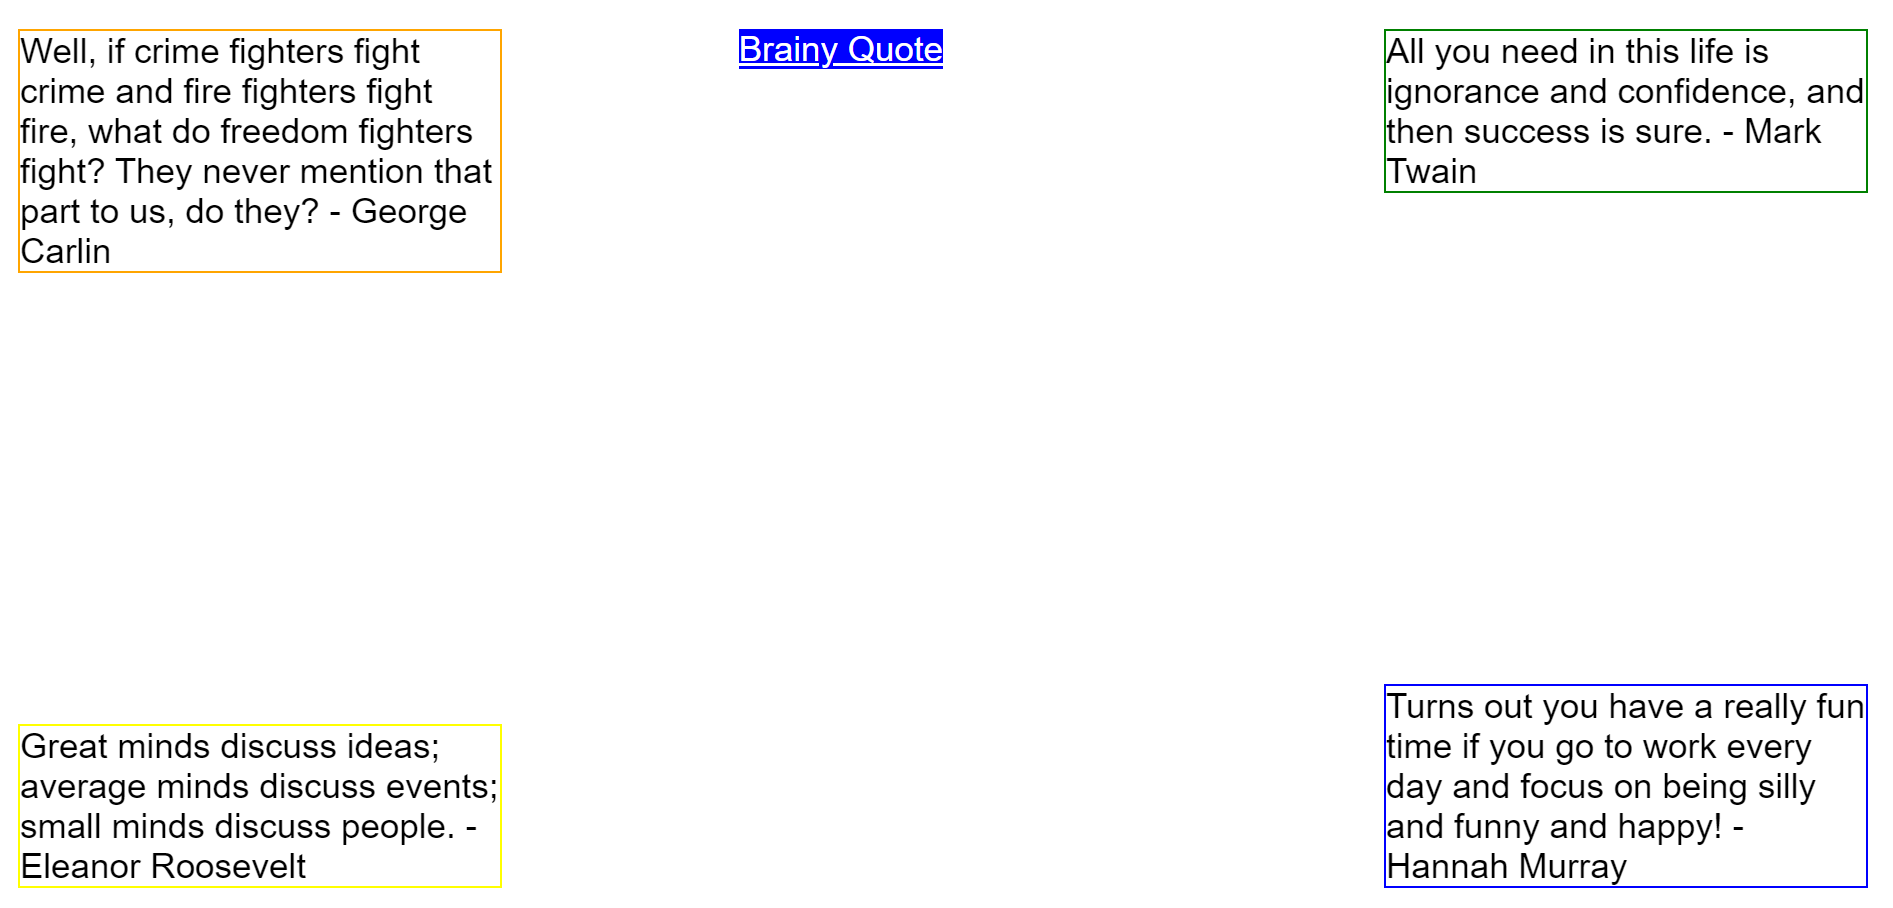 Well, if crime fighters fight
crime and fire fighters fight
fire, what do freedom fighters
fight? They never mention that
part to us, do they? - George
Carlin
Brainy Quote
All you need in this life is
ignorance and confidence, and
then success is sure. - Mark
Twain
Great minds discuss ideas;
average minds discuss events;
small minds discuss people. -
Eleanor Roosevelt
Turns out you have a really fun
time if you go to work every
day and focus on being silly
and funny and happy! -
Hannah Murray